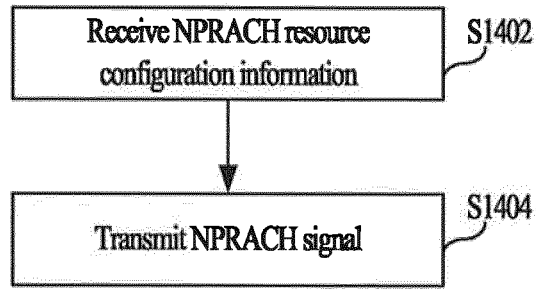 Receive NPRACH resource
configuration information
S1402
Transmit NPRACH signal
S1404